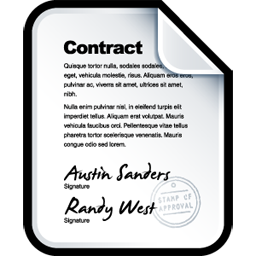 Contract
Quisque tortor nulla, sodales sodales,
eget, vehicula molestie, risus. Aliquam eros eros,
pulvinar ac, viverra sit amet, ultricies sit amet,
nibh.
Nulla enim pulvinar nisl, in eleifend turpis elit
imperdiet tellus. Aliquam erat volutpat. Mauris
vehicula faucibus orci. Pellentesque vitae tellus
pharetra tortor scelerisque venenatis. Mauris
congue odio sed lorem.
Austin Sanders
Signature
Randy West
Signature
STAMP OF
APPROVAL